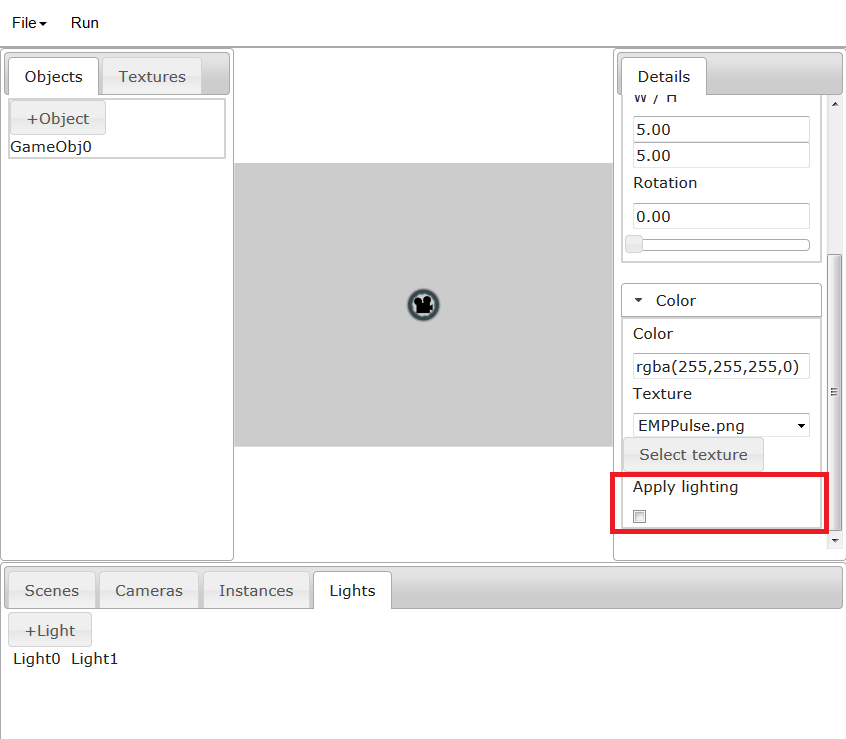 File Run
Objects Textures
+Object
GameObj0
Details
W / H
5.00
5.00
Rotation
0.00
Color
Color
rgba(255,255,255,0)
Texture
EMPPulse.png
Select texture
Apply lighting
Scenes Cameras Instances Lights
+Light
Light0 Light1